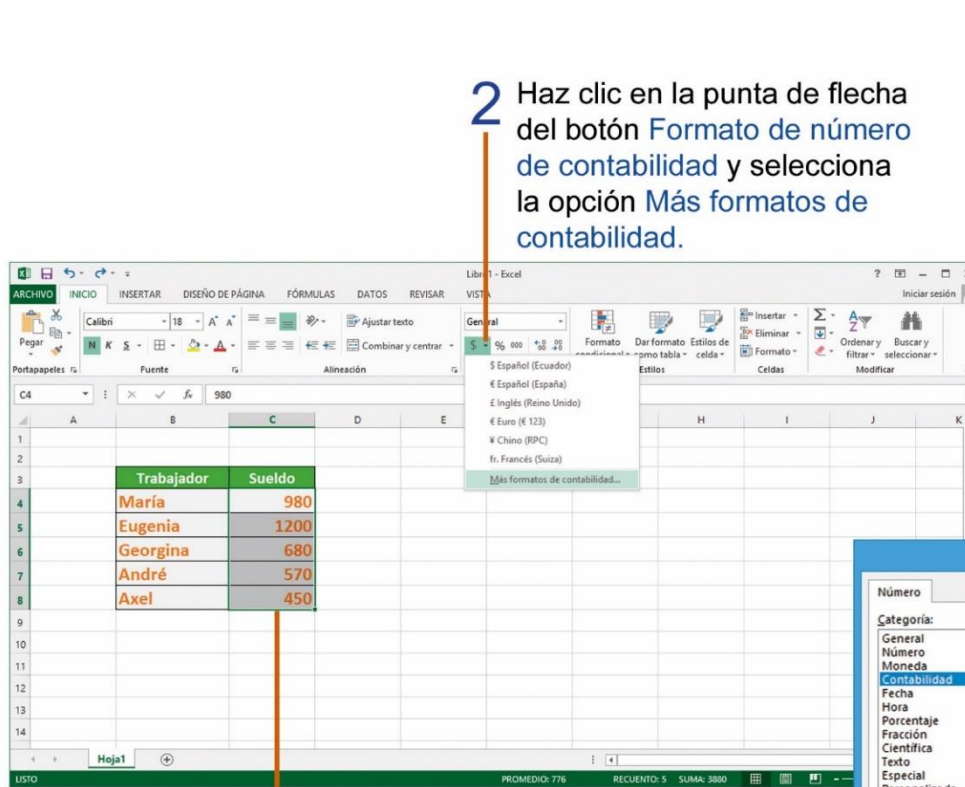 2 Haz clic en la punta de flecha
del botón Formato de número
de contabilidad y selecciona
la opción Más formatos de
contabilidad.
Libro1 - Excel
ARCHIVO INICIO INSERTAR DISEÑO DE PÁGINA FÓRMULAS DATOS REVISAR VISTA Iniciar sesión
Pegar
Calibri 18
N K S
Ajustar texto
Combinar y centrar
General
$ % 000
Formato condicional
Dar formato como tabla
Estilos de celda
Insertar
Eliminar
Formato
Ordenar y filtrar
Buscar y seleccionar
Portapapeles Fuente Alineación Estilos Celdas Modificar
$ Español (Ecuador)
€ Español (España)
£ Inglés (Reino Unido)
€ Euro (€ 123)
¥ Chino (RPC)
fr. Francés (Suiza)
Más formatos de contabilidad...
C4 fx 980
A B C D E H I J K
1
2
3 Trabajador Sueldo
4 María 980
5 Eugenia 1200
6 Georgina 680
7 André 570
8 Axel 450
9
10
11
12
13
14
Hoja1
LISTO PROMEDIO: 776 RECUENTO: 5 SUMA: 3880
Número
Categoría:
General
Número
Moneda
Contabilidad
Fecha
Hora
Porcentaje
Fracción
Científica
Texto
Especial